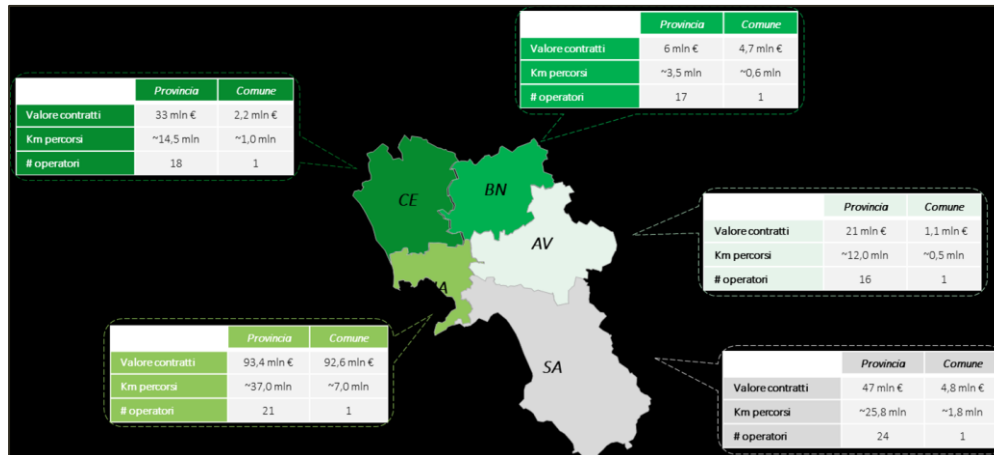 Provincia Comune
Valore contratti 6 mln € 4,7 mln €
Km percorsi ~3,5 mln ~0,6 mln
# operatori 17 1
Provincia Comune
Valore contratti 33 mln € 2,2 mln €
Km percorsi ~14,5 mln ~1,0 mln
# operatori 18 1
CE
BN
AV
Provincia Comune
Valore contratti 21 mln € 1,1 mln €
Km percorsi ~12,0 mln ~0,5 mln
# operatori 16 1
Provincia Comune
Valore contratti 93,4 mln € 92,6 mln €
Km percorsi ~37,0 mln ~7,0 mln
# operatori 21 1
SA
Provincia Comune
Valore contratti 47 mln € 4,8 mln €
Km percorsi ~25,8 mln ~1,8 mln
# operatori 24 1